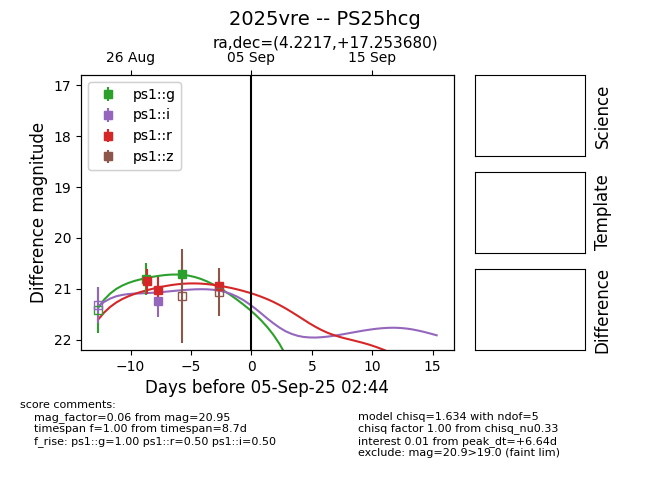 2025vre -- PS25hcg
ra,dec=(4.2217,+17.253680)
26 Aug 05 Sep 15 Sep
17
18
19
20
21
22
Difference magnitude
ps1::g
ps1::i
ps1::r
ps1::z
−10 −5 0 5 10 15
Days before 05-Sep-25 02:44
Science
Template
Difference
score comments:
mag_factor=0.06 from mag=20.95
timespan f=1.00 from timespan=8.7d
f_rise: ps1::g=1.00 ps1::r=0.50 ps1::i=0.50
model chisq=1.634 with ndof=5
chisq factor 1.00 from chisq_nu0.33
interest 0.01 from peak_dt=+6.64d
exclude: mag=20.9>19.0 (faint lim)